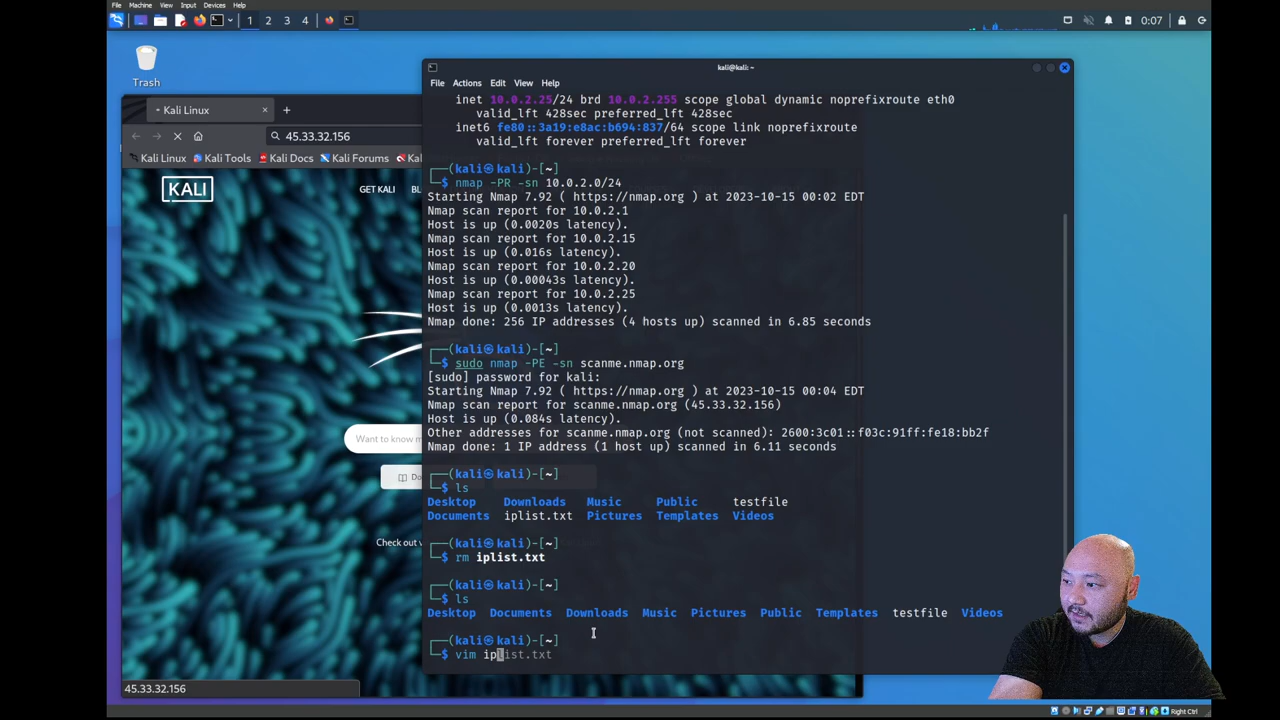 File Machine View Input Devices Help
1 2 3 4
0:07
Trash
kali@kali: ~
File Actions Edit View Help
Kali Linux
45.33.32.156
Kali Linux Kali Tools Kali Docs Kali Forums
KALI
GET KALI
Want to know
Check out
45.33.32.156
inet 10.0.2.25/24 brd 10.0.2.255 scope global dynamic noprefixroute eth0
valid_lft 428sec preferred_lft 428sec
inet6 fe80::3a19:e8ac:b694:837/64 scope link noprefixroute
valid_lft forever preferred_lft forever
┌──(kali㉿kali)-[~]
└─$ nmap -PR -sn 10.0.2.0/24
Starting Nmap 7.92 ( https://nmap.org ) at 2023-10-15 00:02 EDT
Nmap scan report for 10.0.2.1
Host is up (0.0020s latency).
Nmap scan report for 10.0.2.15
Host is up (0.016s latency).
Nmap scan report for 10.0.2.20
Host is up (0.00043s latency).
Nmap scan report for 10.0.2.25
Host is up (0.0013s latency).
Nmap done: 256 IP addresses (4 hosts up) scanned in 6.85 seconds
┌──(kali㉿kali)-[~]
└─$ sudo nmap -PE -sn scanme.nmap.org
[sudo] password for kali:
Starting Nmap 7.92 ( https://nmap.org ) at 2023-10-15 00:04 EDT
Nmap scan report for scanme.nmap.org (45.33.32.156)
Host is up (0.084s latency).
Other addresses for scanme.nmap.org (not scanned): 2600:3c01::f03c:91ff:fe18:bb2f
Nmap done: 1 IP address (1 host up) scanned in 6.11 seconds
┌──(kali㉿kali)-[~]
└─$ ls
Desktop Downloads Music Public testfile
Documents iplist.txt Pictures Templates Videos
┌──(kali㉿kali)-[~]
└─$ rm iplist.txt
┌──(kali㉿kali)-[~]
└─$ ls
Desktop Documents Downloads Music Pictures Public Templates testfile Videos
┌──(kali㉿kali)-[~]
└─$ vim iplist.txt
Right Ctrl